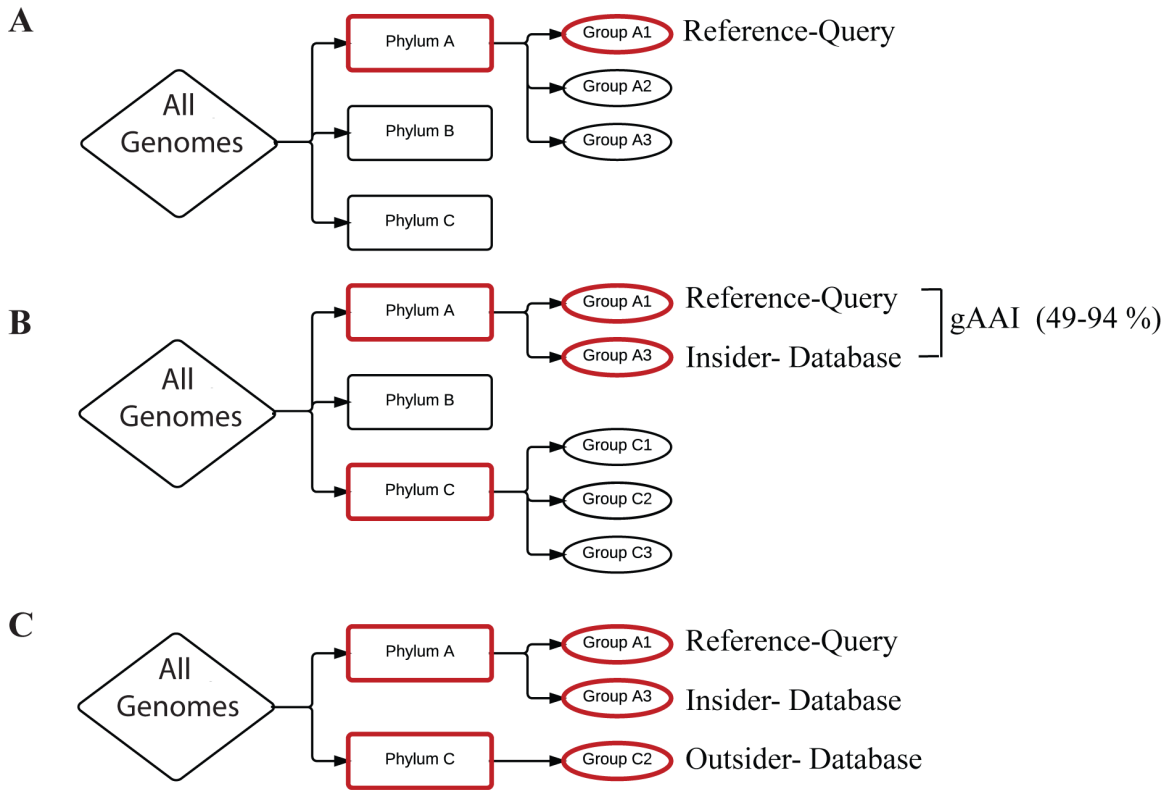 A
All
Genomes
Phylum A
Phylum B
Phylum C
Group A1
Group A2
Group A3
Reference-Query
B
All
Genomes
Phylum A
Phylum B
Phylum C
Group A1
Group A3
Reference-Query
Insider- Database
gAAI (49-94 %)
Group C1
Group C2
Group C3
C
All
Genomes
Phylum A
Phylum C
Group A1
Group A3
Group C2
Reference-Query
Insider- Database
Outsider- Database